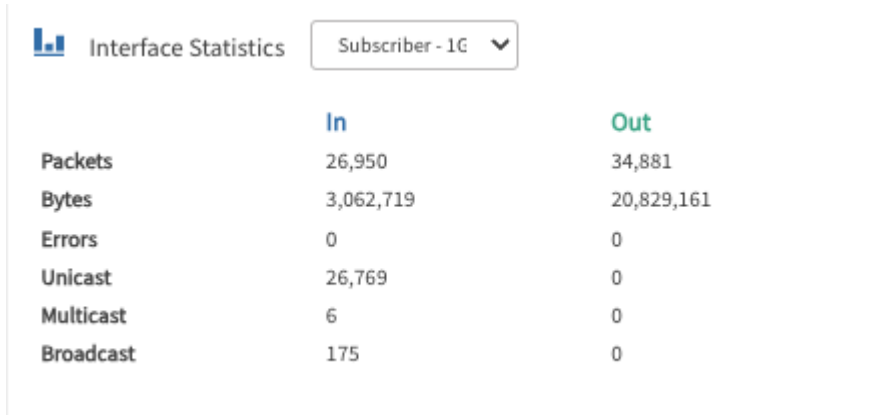 Interface Statistics Subscriber - 1G
In Out
Packets 26,950 34,881
Bytes 3,062,719 20,829,161
Errors 0 0
Unicast 26,769 0
Multicast 6 0
Broadcast 175 0